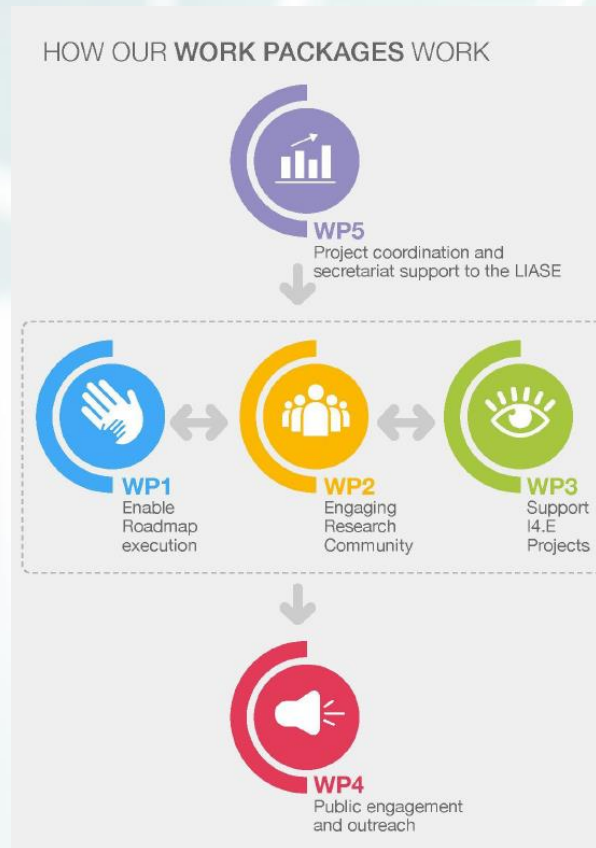 HOW OUR WORK PACKAGES WORK
WP5
Project coordination and
secretariat support to the LIASE
WP1
Enable
Roadmap
execution
WP2
Engaging
Research
Community
WP3
Support
I4.E
Projects
WP4
Public engagement
and outreach